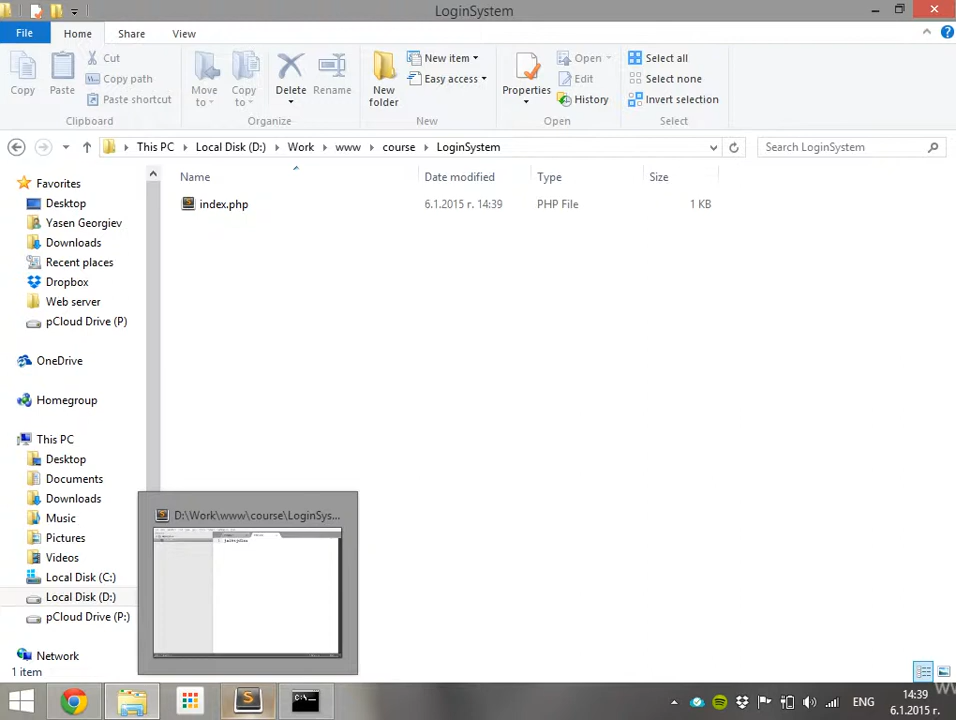 LoginSystem
File Home Share View
Copy
Paste
Cut
Copy path
Paste shortcut
Clipboard
Move to
Copy to
Delete
Rename
Organize
New folder
New item
Easy access
New
Properties
Open
Edit
History
Open
Select all
Select none
Invert selection
Select
This PC Local Disk (D:) Work www course LoginSystem
Search LoginSystem
Name Date modified Type Size
index.php 6.1.2015 г. 14:39 PHP File 1 KB
Favorites
Desktop
Yasen Georgiev
Downloads
Recent places
Dropbox
Web server
pCloud Drive (P)
OneDrive
Homegroup
This PC
Desktop
Documents
Downloads
Music
Pictures
Videos
Local Disk (C:)
Local Disk (D:)
pCloud Drive (P:)
Network
1 item
D:\Work\www\course\LoginSys...
ENG
14:39
6.1.2015 г.